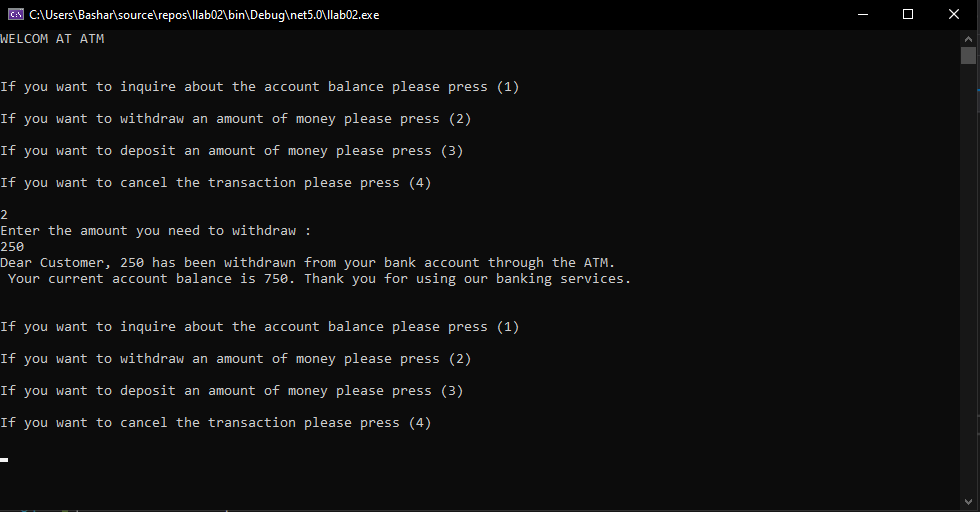 C:\Users\Bashar\source\repos\llab02\bin\Debug\net5.0\llab02.exe
WELCOM AT ATM
If you want to inquire about the account balance please press (1)
If you want to withdraw an amount of money please press (2)
If you want to deposit an amount of money please press (3)
If you want to cancel the transaction please press (4)
2
Enter the amount you need to withdraw :
250
Dear Customer, 250 has been withdrawn from your bank account through the ATM.
Your current account balance is 750. Thank you for using our banking services.
If you want to inquire about the account balance please press (1)
If you want to withdraw an amount of money please press (2)
If you want to deposit an amount of money please press (3)
If you want to cancel the transaction please press (4)